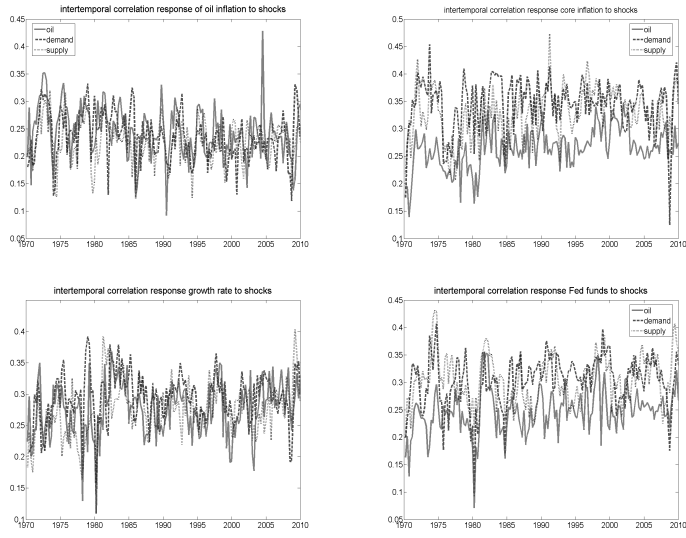 intertemporal correlation response of oil inflation to shocks
0.45
0.4
0.35
0.3
0.25
0.2
0.15
0.1
0.05
oil
demand
supply
1970 1975 1980 1985 1990 1995 2000 2005 2010
intertemporal correlation response core inflation to shocks
0.5
0.45
0.4
0.35
0.3
0.25
0.2
0.15
0.1
oil
demand
supply
1970 1975 1980 1985 1990 1995 2000 2005 2010
intertemporal correlation response growth rate to shocks
0.4
0.35
0.3
0.25
0.2
0.15
0.1
1970 1975 1980 1985 1990 1995 2000 2005 2010
intertemporal correlation response Fed funds to shocks
0.45
0.4
0.35
0.3
0.25
0.2
0.15
0.1
0.05
oil
demand
supply
1970 1975 1980 1985 1990 1995 2000 2005 2010